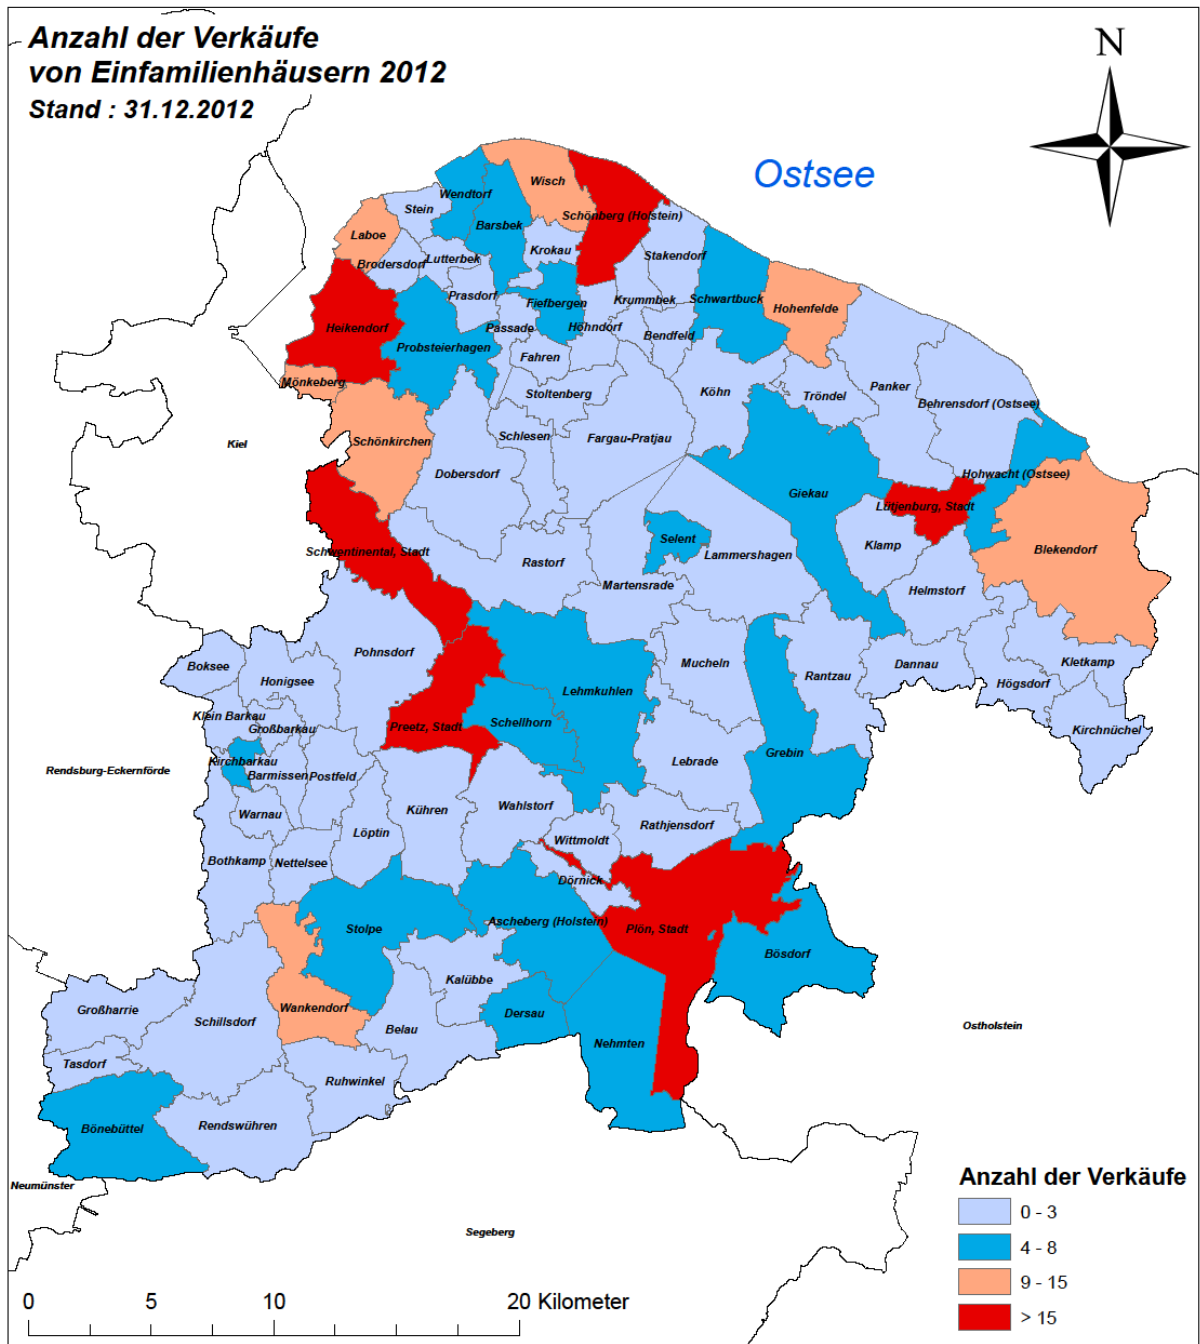 Anzahl der Verkäufe
von Einfamilienhäusern 2012
Stand : 31.12.2012
N
Ostsee
Wendtorf
Wisch
Stein
Barsbek
Schönberg (Holstein)
Laboe
Krokau
Brodersdorf
Lutterbek
Stakendorf
Prasdorf
Fiefbergen
Krummbek
Schwartbuck
Hohenfelde
Heikendorf
Passade
Höhndorf
Bendfeld
Probsteierhagen
Fahren
Mönkeberg
Stoltenberg
Köhn
Tröndel
Panker
Behrensdorf (Ostsee)
Kiel
Schönkirchen
Schlesen
Fargau-Pratjau
Dobersdorf
Giekau
Hohwacht (Ostsee)
Lütjenburg, Stadt
Schwentinental, Stadt
Selent
Lammershagen
Klamp
Blekendorf
Rastorf
Martensrade
Helmstorf
Pohnsdorf
Boksee
Honigsee
Mucheln
Rantzau
Dannau
Kletkamp
Högsdorf
Lehmkuhlen
Klein Barkau
Großbarkau
Preetz, Stadt
Schellhorn
Kirchnüchel
Rendsburg-Eckernförde
Kirchbarkau
Barmissen
Postfeld
Lebrade
Grebin
Warnau
Kühren
Wahlstorf
Löptin
Rathjensdorf
Wittmoldt
Bothkamp
Nettelsee
Dörnick
Stolpe
Ascheberg (Holstein)
Plön, Stadt
Bösdorf
Kalübbe
Großharrie
Schillsdorf
Wankendorf
Dersau
Belau
Nehmten
Ostholstein
Tasdorf
Ruhwinkel
Bönebüttel
Rendswühren
Neumünster
Segeberg
Anzahl der Verkäufe
0 - 3
4 - 8
9 - 15
> 15
0 5 10 20 Kilometer